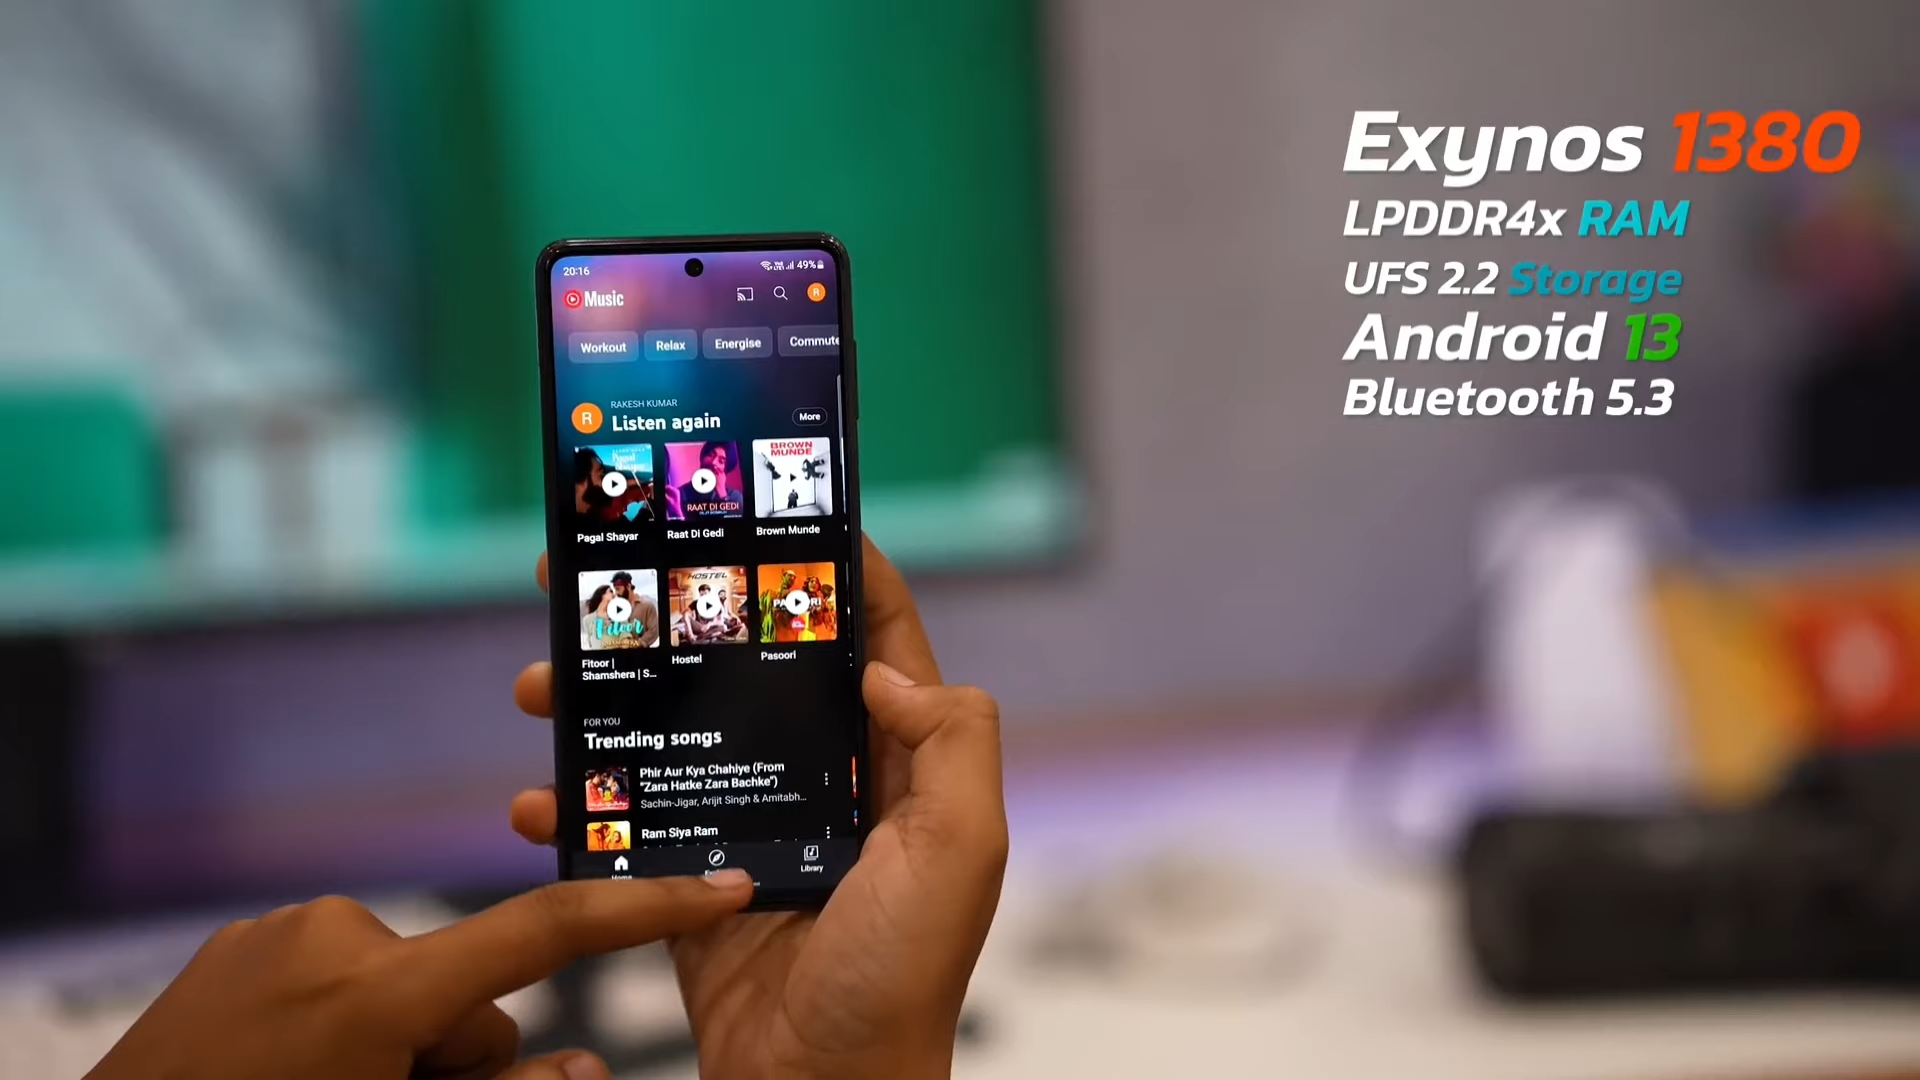 Exynos 1380
LPDDR4x RAM
UFS 2.2 Storage
Android 13
Bluetooth 5.3
20:16
49%
Music
R
Workout
Relax
Energise
Commute
RAKESH KUMAR
R
Listen again
More
RAAT DI GEDI
BROWN MUNDE
Pagal Shayar
Raat Di Gedi
Brown Munde
Fitoor
HOSTEL
Fitoor |
Shamshera | S...
Hostel
Pasoori
FOR YOU
Trending songs
Phir Aur Kya Chahiye (From
"Zara Hatke Zara Bachke")
Sachin-Jigar, Arijit Singh & Amitabh...
Ram Siya Ram
Home
Library